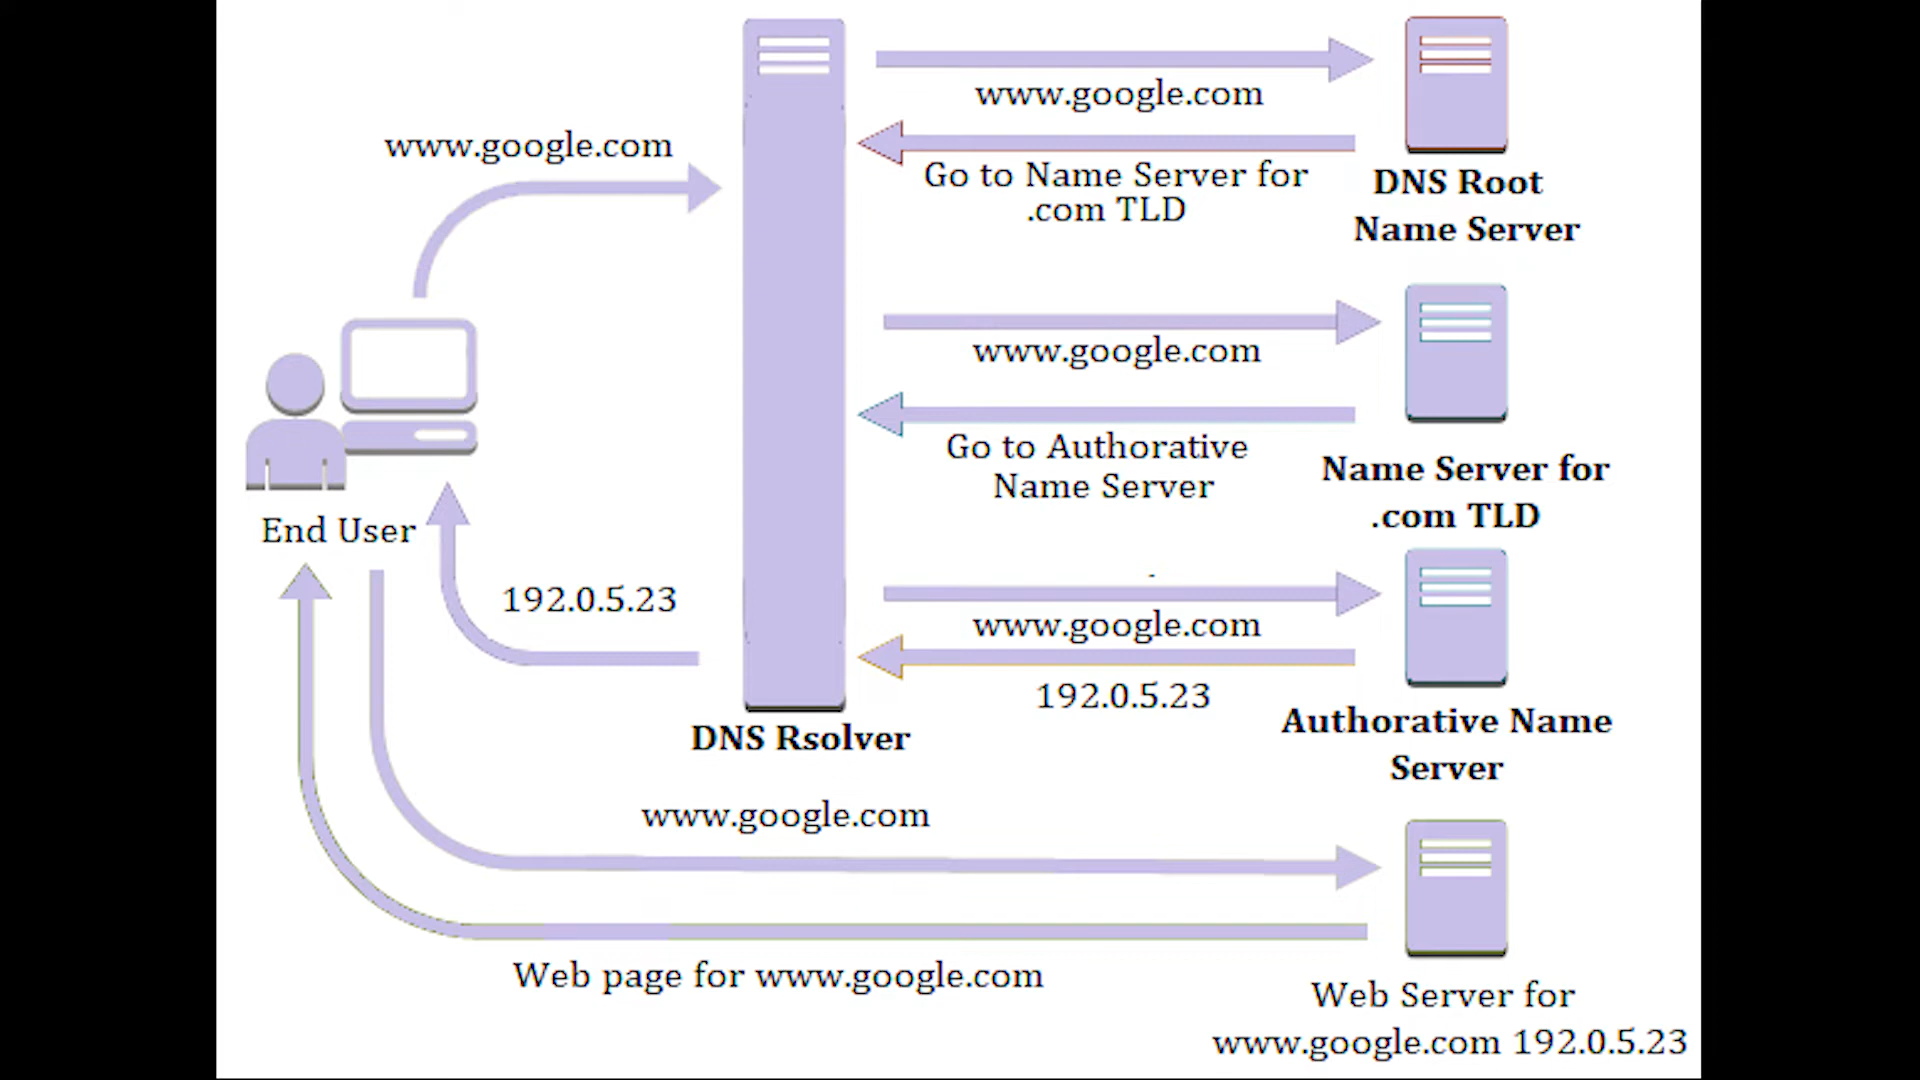 www.google.com
www.google.com
Go to Name Server for
.com TLD
DNS Root
Name Server
www.google.com
Go to Authorative
Name Server
Name Server for
.com TLD
End User
192.0.5.23
www.google.com
192.0.5.23
DNS Rsolver
Authorative Name
Server
www.google.com
Web page for www.google.com
Web Server for
www.google.com 192.0.5.23